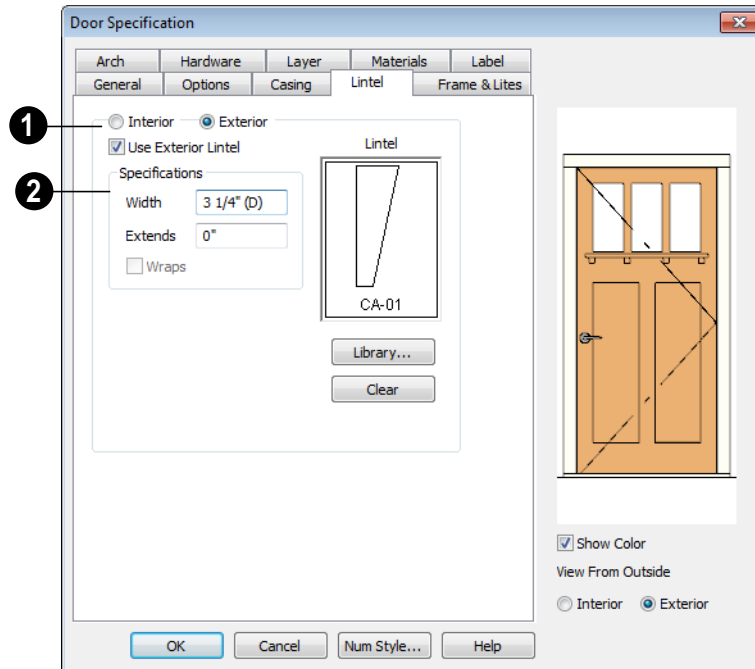 Door Specification
Arch Hardware Layer Materials Label
General Options Casing Lintel Frame & Lites
1 Interior Exterior
Use Exterior Lintel Lintel
2 Specifications
Width 3 1/4" (D)
Extends 0"
Wraps
CA-01
Library...
Clear
Show Color
View From Outside
Interior Exterior
OK Cancel Num Style... Help